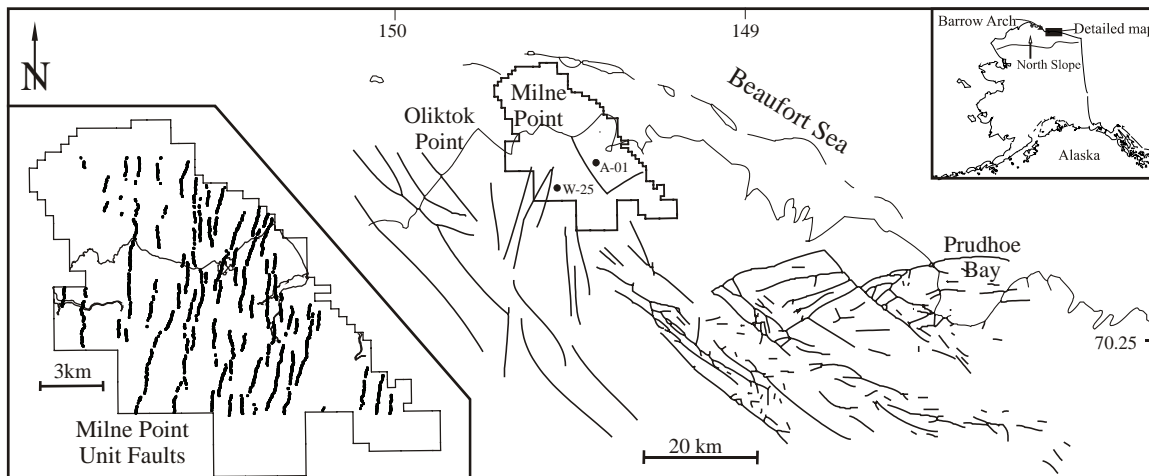 150
149
N
Oliktok
Point
Milne
Point
Beaufort Sea
A-01
W-25
Prudhoe
Bay
70.25
20 km
3km
Milne Point
Unit Faults
Barrow Arch
Detailed map
North Slope
Alaska